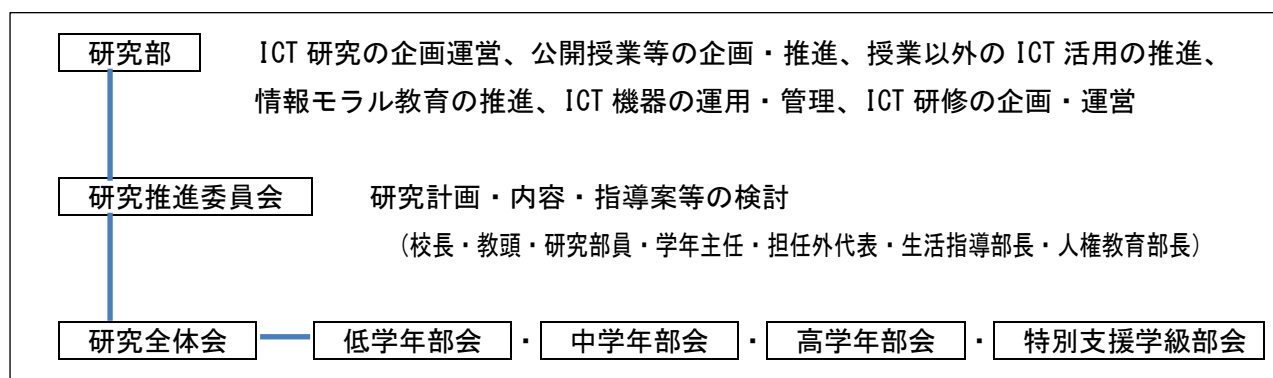 研究部 ICT 研究の企画運営、公開授業等の企画・推進、授業以外の ICT 活用の推進、
情報モラル教育の推進、ICT 機器の運用・管理、ICT 研修の企画・運営
研究推進委員会 研究計画・内容・指導案等の検討
（校長・教頭・研究部員・学年主任・担任外代表・生活指導部長・人権教育部長）
研究全体会 低学年部会 ・ 中学年部会 ・ 高学年部会 ・ 特別支援学級部会